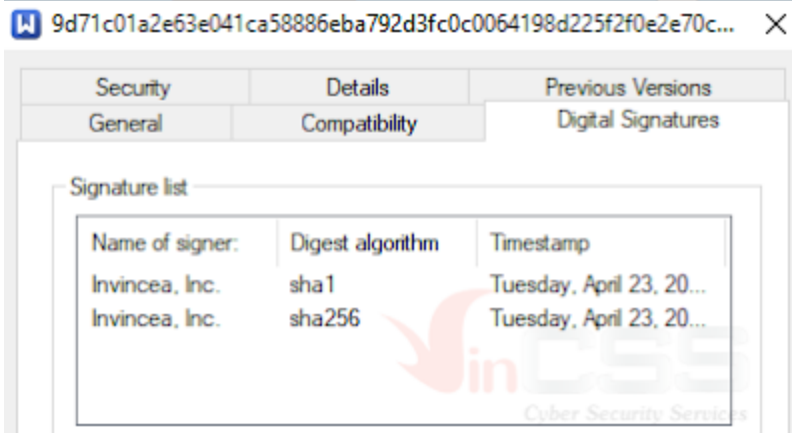 9d71c01a2e63e041ca58886eba792d3fc0c0064198d225f2f0e2e70c...
Security Details Previous Versions
General Compatibility Digital Signatures
Signature list
Name of signer: Digest algorithm Timestamp
Invincea, Inc. sha1 Tuesday, April 23, 20...
Invincea, Inc. sha256 Tuesday, April 23, 20...
VinCSS
Cyber Security Services